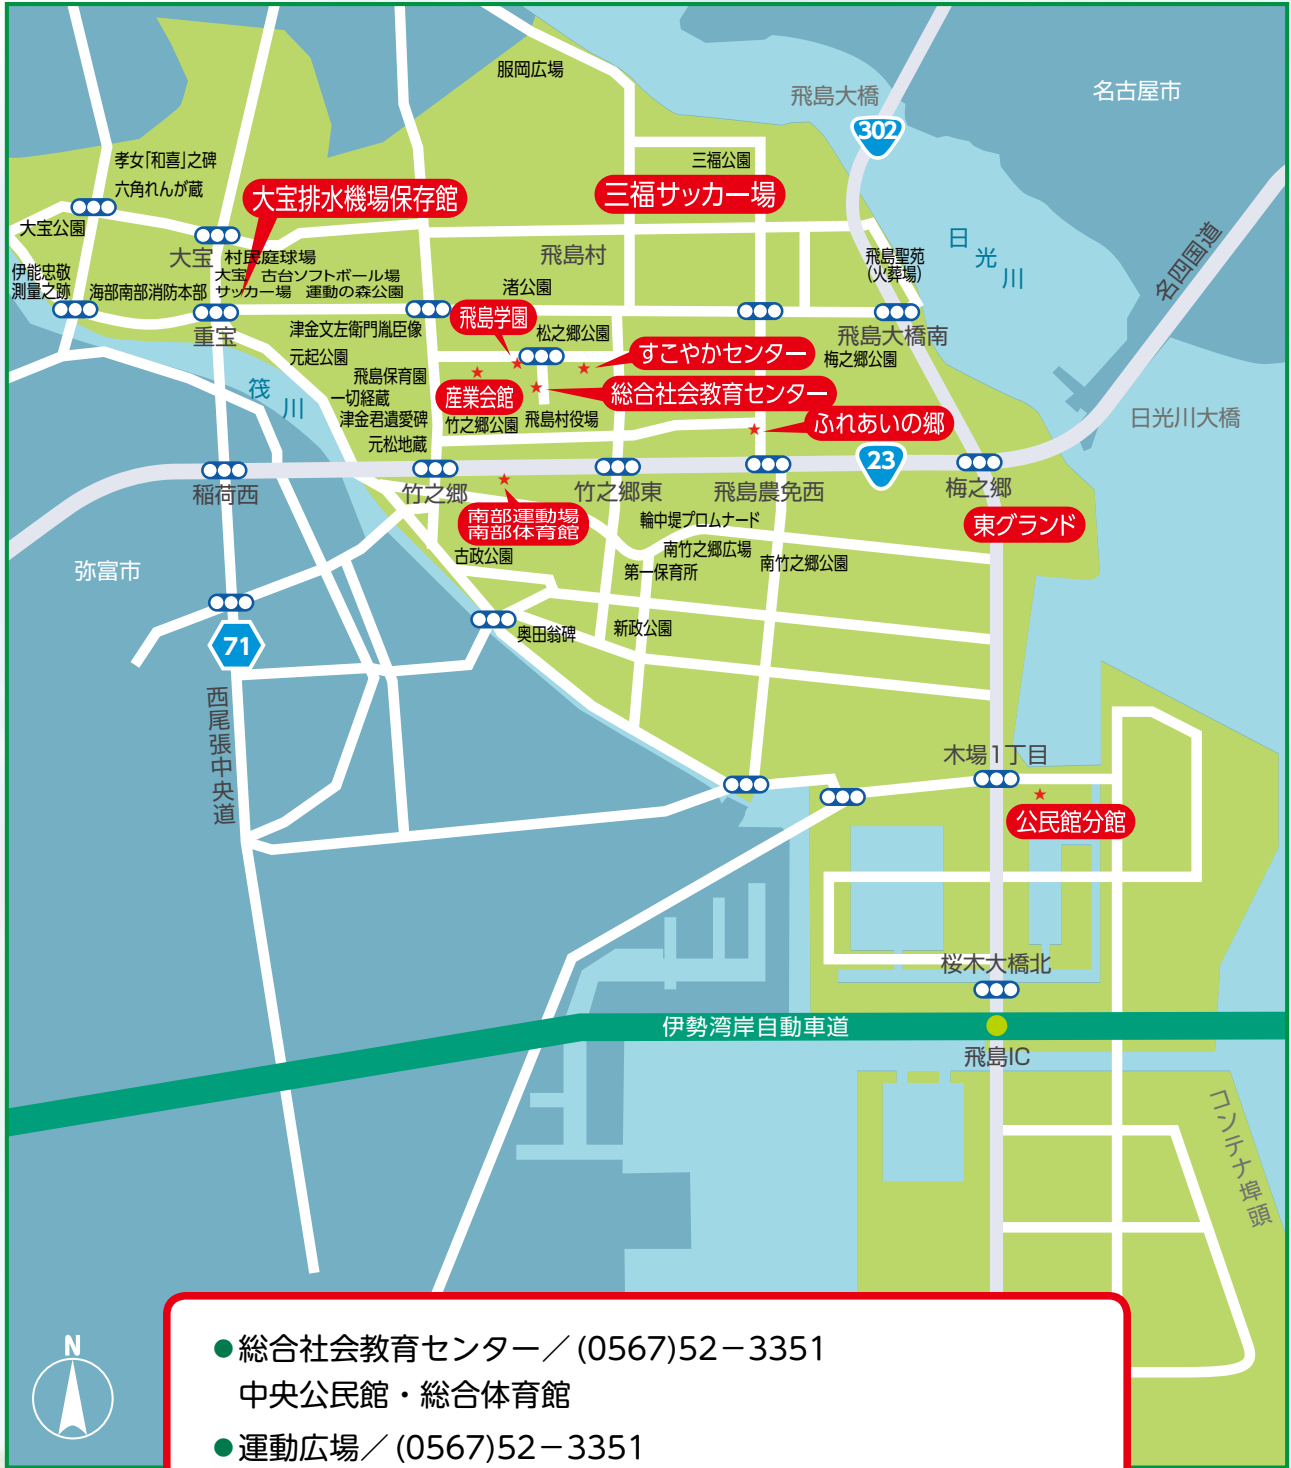 服岡広場
飛島大橋
名古屋市
302
孝女「和喜」之碑
六角れんが蔵
三福公園
大宝排水機場保存館
三福サッカー場
大宝公園
大宝
村民庭球場
飛島村
日光川
名四国道
飛島聖苑
(火葬場)
伊能忠敬
測量之跡
海部南部消防本部
大宝 古台ソフトボール場
サッカー場 運動の森公園
渚公園
飛島学園
重宝
津金文左衛門胤臣像
松之郷公園
飛島大橋南
元起公園
すこやかセンター
梅之郷公園
筏川
飛島保育園
産業会館
総合社会教育センター
一切経蔵
津金君遺愛碑
竹之郷公園
飛島村役場
ふれあいの郷
日光川大橋
元松地蔵
23
稲荷西
竹之郷
竹之郷東
飛島農免西
梅之郷
南部運動場
南部体育館
輪中堤プロムナード
東グランド
古政公園
南竹之郷広場
第一保育所
南竹之郷公園
弥富市
奥田翁碑
新政公園
71
西尾張中央道
木場1丁目
公民館分館
桜木大橋北
伊勢湾岸自動車道
飛島IC
コンテナ埠頭
N
●総合社会教育センター／(0567)52－3351
中央公民館・総合体育館
●運動広場／(0567)52－3351